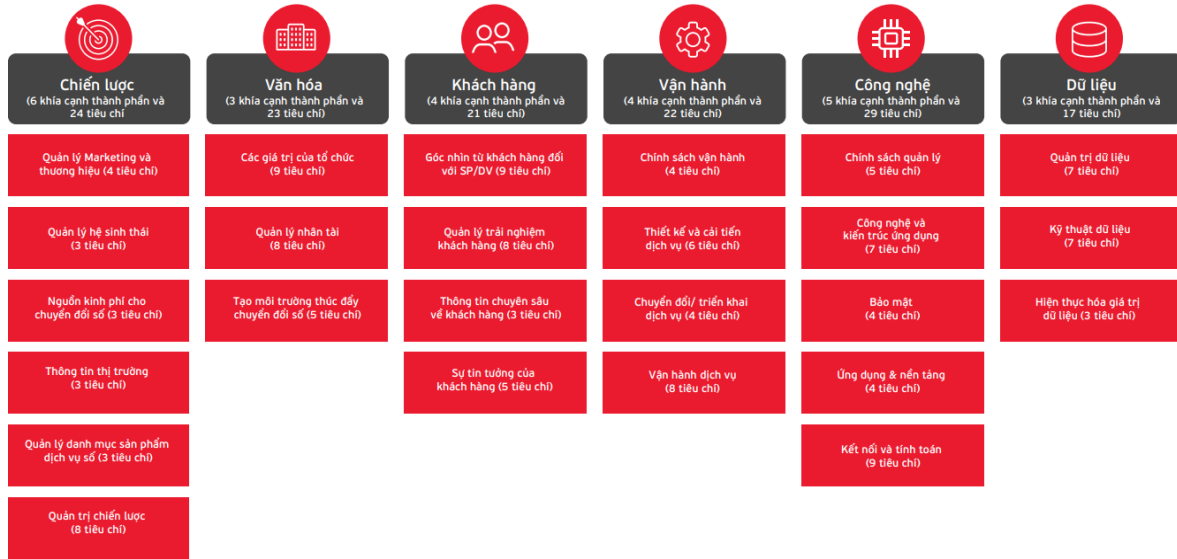 Chiến lược
(6 khía cạnh thành phần và
24 tiêu chí
Quản lý Marketing và
thương hiệu (4 tiêu chí)
Quản lý hệ sinh thái
(3 tiêu chí)
Nguồn kinh phí cho
chuyển đổi số (3 tiêu chí)
Thông tin thị trường
(3 tiêu chí)
Quản lý danh mục sản phẩm
dịch vụ số (3 tiêu chí)
Quản trị chiến lược
(8 tiêu chí)
Văn hóa
(3 khía cạnh thành phần và
23 tiêu chí)
Các giá trị của tổ chức
(9 tiêu chí)
Quản lý nhân tài
(8 tiêu chí)
Tạo môi trường thúc đẩy
chuyển đổi số (5 tiêu chí)
Khách hàng
(4 khía cạnh thành phần và
21 tiêu chí)
Góc nhìn từ khách hàng đối
với SP/DV (9 tiêu chí)
Quản lý trải nghiệm
khách hàng (8 tiêu chí)
Thông tin chuyên sâu
về khách hàng (3 tiêu chí)
Sự tin tưởng của
khách hàng (5 tiêu chí)
Vận hành
(4 khía cạnh thành phần và
22 tiêu chí)
Chính sách vận hành
(4 tiêu chí)
Thiết kế và cải tiến
dịch vụ (6 tiêu chí)
Chuyển đổi/ triển khai
dịch vụ (4 tiêu chí)
Vận hành dịch vụ
(8 tiêu chí)
Công nghệ
(5 khía cạnh thành phần và
29 tiêu chí)
Chính sách quản lý
(5 tiêu chí)
Công nghệ và
kiến trúc ứng dụng
(7 tiêu chí)
Bảo mật
(4 tiêu chí)
Ứng dụng & nền tảng
(4 tiêu chí)
Kết nối và tính toán
(9 tiêu chí)
Dữ liệu
(3 khía cạnh thành phần và
17 tiêu chí)
Quản trị dữ liệu
(7 tiêu chí)
Kỹ thuật dữ liệu
(7 tiêu chí)
Hiện thực hóa giá trị
dữ liệu (3 tiêu chí)